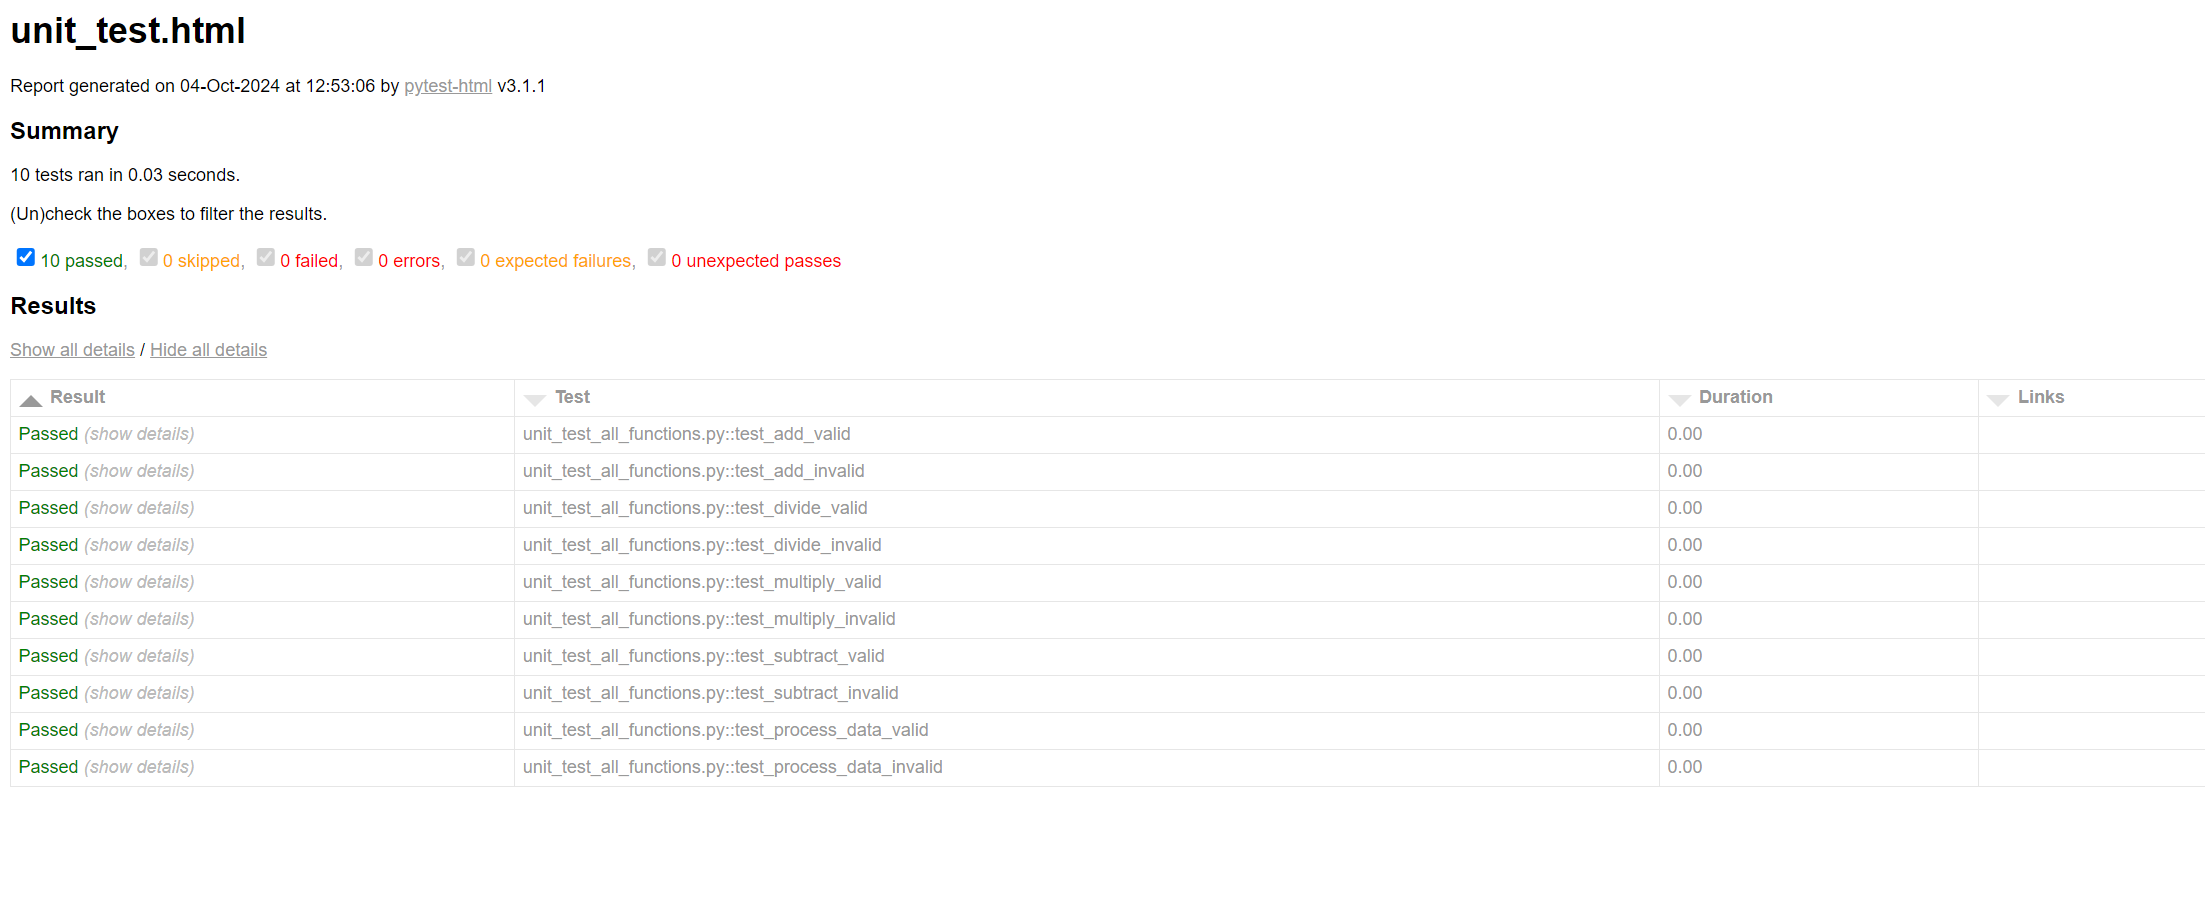 unit_test.html
Report generated on 04-Oct-2024 at 12:53:06 by pytest-html v3.1.1
Summary
10 tests ran in 0.03 seconds.
(Un)check the boxes to filter the results.
10 passed, 0 skipped, 0 failed, 0 errors, 0 expected failures, 0 unexpected passes
Results
Show all details / Hide all details
Result Test Duration Links
Passed (show details) unit_test_all_functions.py::test_add_valid 0.00
Passed (show details) unit_test_all_functions.py::test_add_invalid 0.00
Passed (show details) unit_test_all_functions.py::test_divide_valid 0.00
Passed (show details) unit_test_all_functions.py::test_divide_invalid 0.00
Passed (show details) unit_test_all_functions.py::test_multiply_valid 0.00
Passed (show details) unit_test_all_functions.py::test_multiply_invalid 0.00
Passed (show details) unit_test_all_functions.py::test_subtract_valid 0.00
Passed (show details) unit_test_all_functions.py::test_subtract_invalid 0.00
Passed (show details) unit_test_all_functions.py::test_process_data_valid 0.00
Passed (show details) unit_test_all_functions.py::test_process_data_invalid 0.00